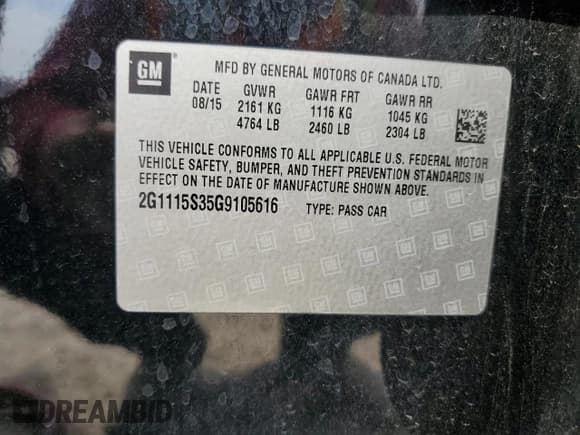 GM
MFD BY GENERAL MOTORS OF CANADA LTD.
DATE GVWR GAWR FRT GAWR RR
08/15 2161 KG 1116 KG 1045 KG
4764 LB 2460 LB 2304 LB
THIS VEHICLE CONFORMS TO ALL APPLICABLE U.S. FEDERAL MOTOR
VEHICLE SAFETY, BUMPER, AND THEFT PREVENTION STANDARDS IN
EFFECT ON THE DATE OF MANUFACTURE SHOWN ABOVE.
2G1115S35G9105616 TYPE: PASS CAR
DREAMBID